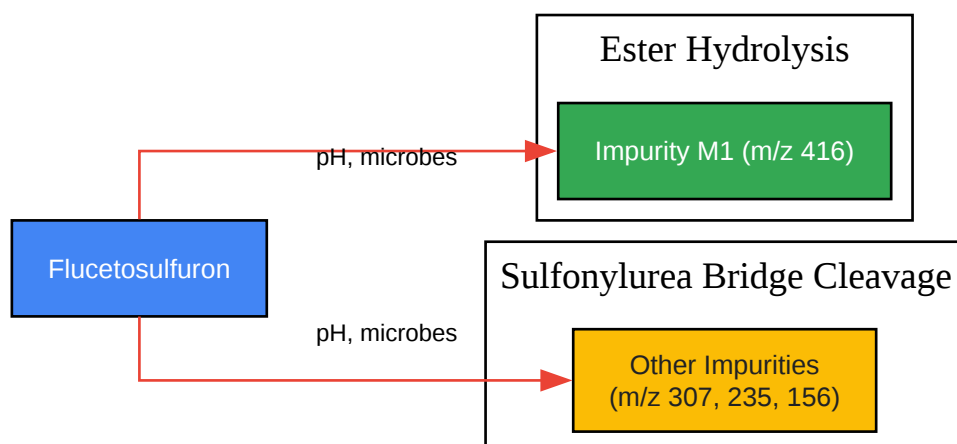 Ester Hydrolysis
Impurity M1 (m/z 416)
pH, microbes
Flucetosulfuron
Sulfonylurea Bridge Cleavage
pH, microbes
Other Impurities
(m/z 307, 235, 156)